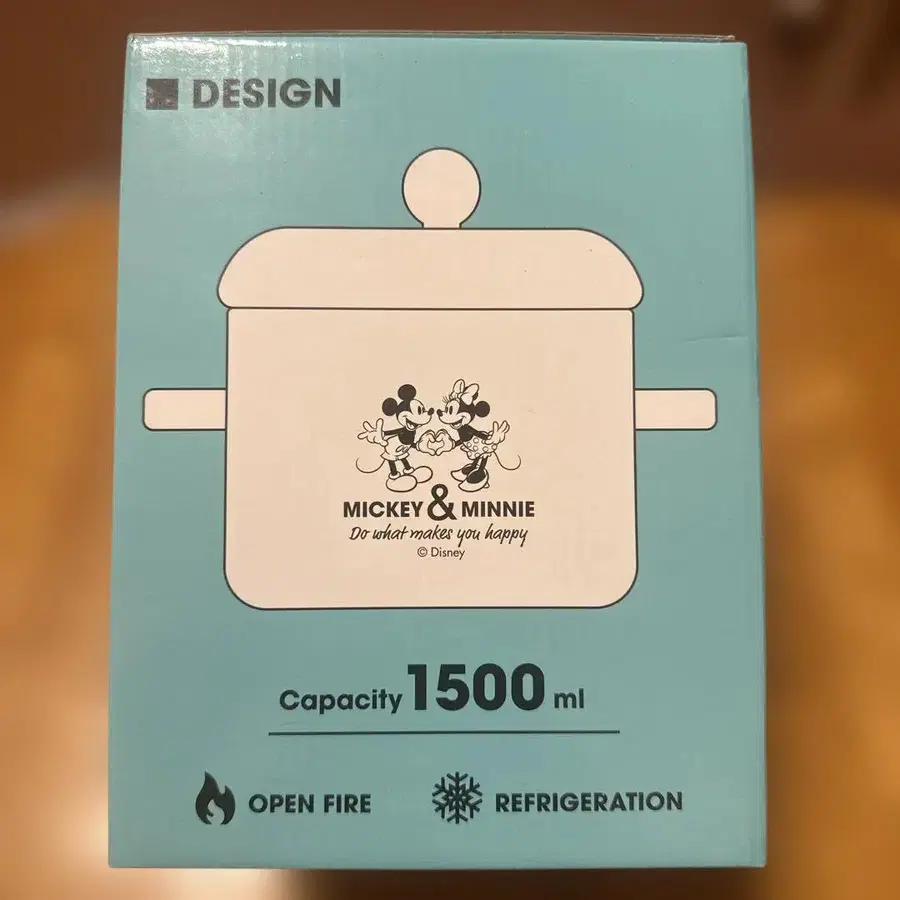 DESIGN
MICKEY & MINNIE
Do what makes you happy
© Disney
Capacity 1500 ml
OPEN FIRE
REFRIGERATION